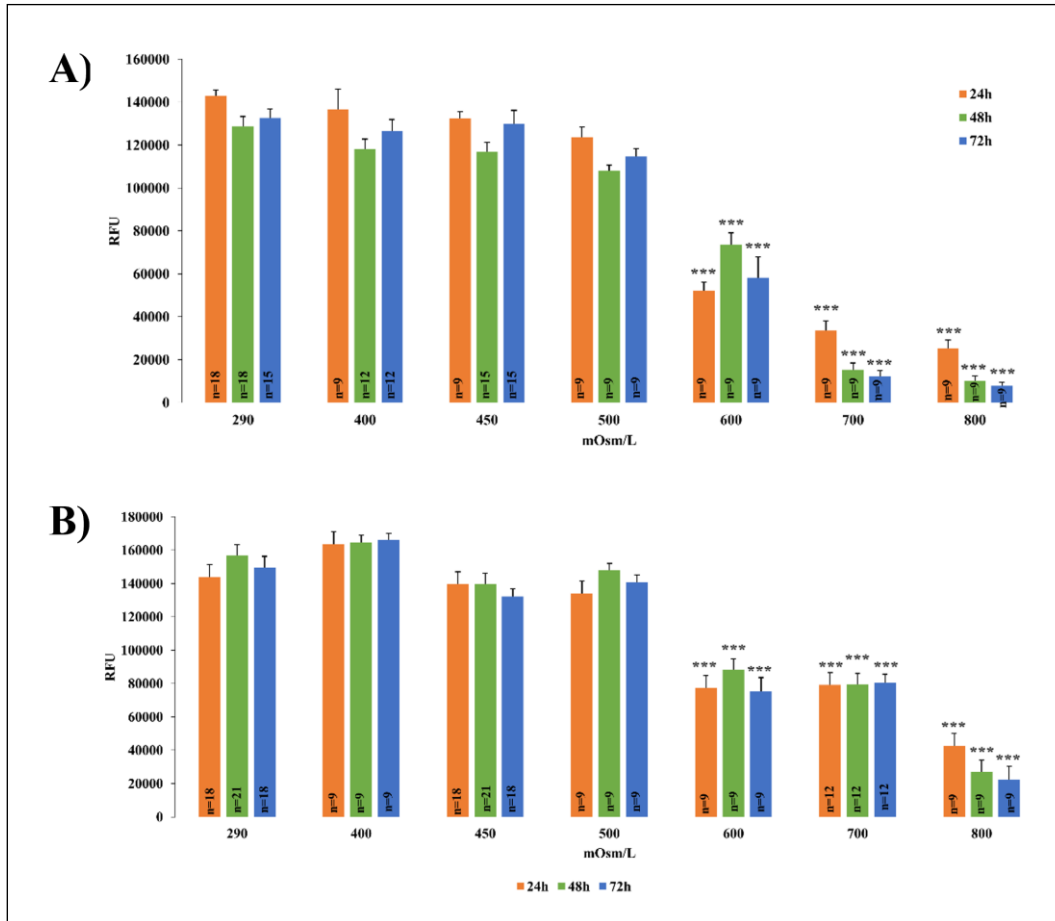 A)
160000
140000
120000
100000
80000
60000
40000
20000
0
RFU
24h
48h
72h
*** *** ***
*** *** ***
*** *** ***
n=18 n=18 n=15
n=9 n=12 n=12
n=9 n=15 n=15
n=9 n=9 n=9
n=9 n=9 n=9
n=9 n=9 n=9
n=9 n=9 n=9
290 400 450 500 600 700 800
mOsm/L
B)
180000
160000
140000
120000
100000
80000
60000
40000
20000
0
RFU
*** *** ***
*** *** ***
*** *** ***
n=18 n=21 n=18
n=9 n=9 n=9
n=18 n=21 n=18
n=9 n=9 n=9
n=9 n=9 n=9
n=12 n=12 n=12
n=9 n=9 n=9
290 400 450 500 600 700 800
mOsm/L
24h 48h 72h